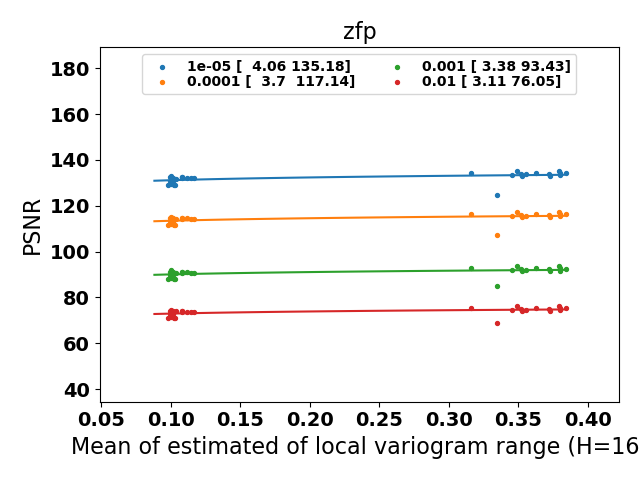 zfp
1e-05 [  4.06 135.18]
0.0001 [  3.7  117.14]
0.001 [ 3.38 93.43]
0.01 [ 3.11 76.05]
PSNR
180
160
140
120
100
80
60
40
0.05 0.10 0.15 0.20 0.25 0.30 0.35 0.40
Mean of estimated of local variogram range (H=16